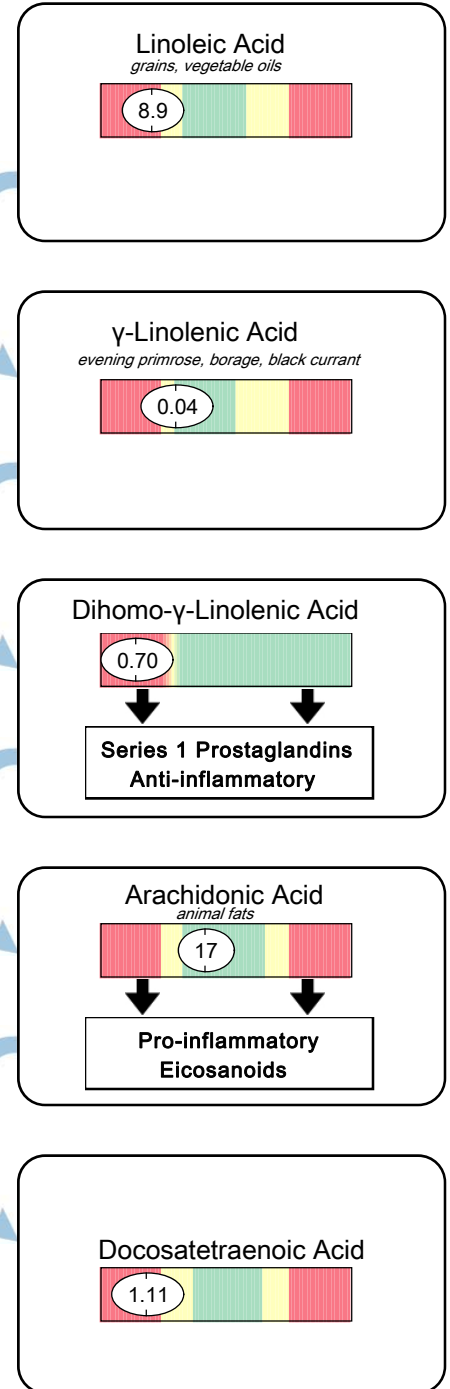 Linoleic Acid
grains, vegetable oils
8.9
γ-Linolenic Acid
evening primrose, borage, black currant
0.04
Dihomo-γ-Linolenic Acid
0.70
Series 1 Prostaglandins
Anti-inflammatory
Arachidonic Acid
animal fats
17
Pro-inflammatory
Eicosanoids
Docosatetraenoic Acid
1.11